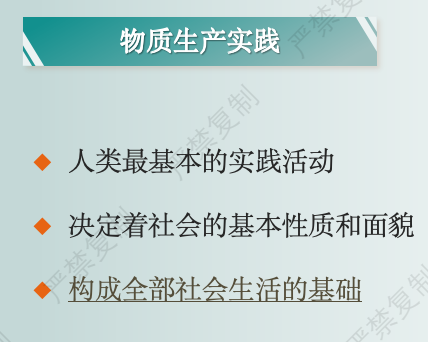 物质生产实践
人类最基本的实践活动
决定着社会的基本性质和面貌
构成全部社会生活的基础
严禁复制
严禁复制
严禁复制
严禁复制